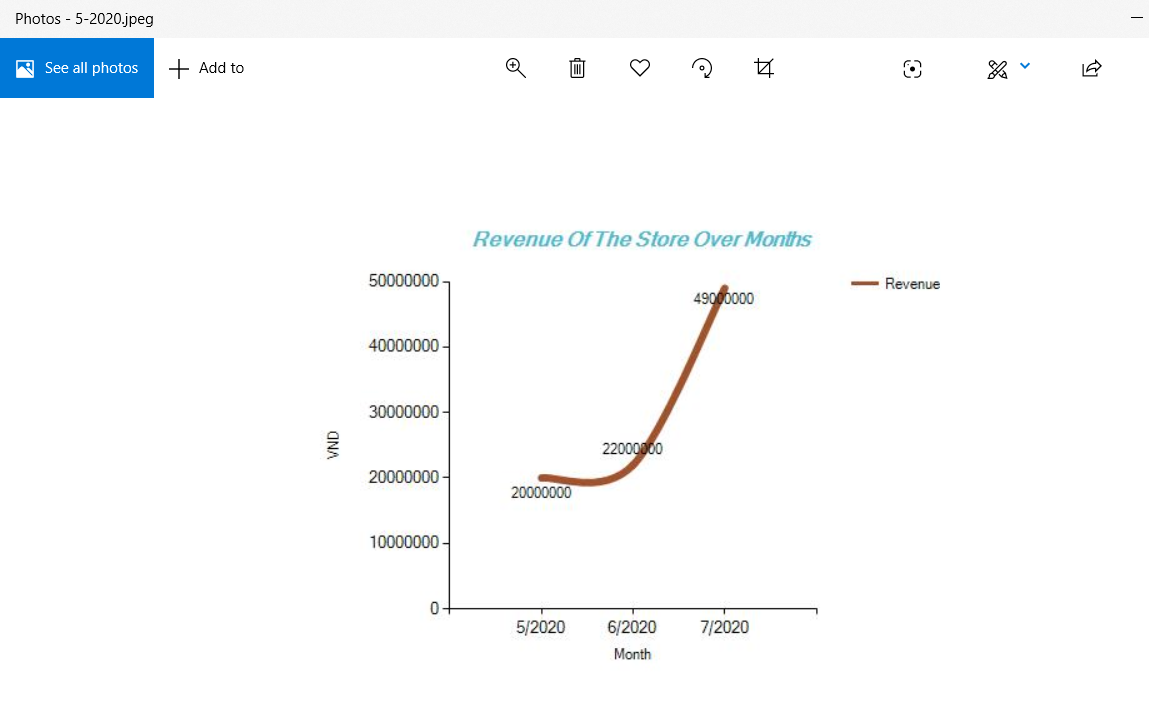 Photos - 5-2020.jpeg
See all photos
Add to
Revenue Of The Store Over Months
50000000
40000000
30000000
20000000
10000000
0
VND
49000000
22000000
20000000
Revenue
5/2020 6/2020 7/2020
Month